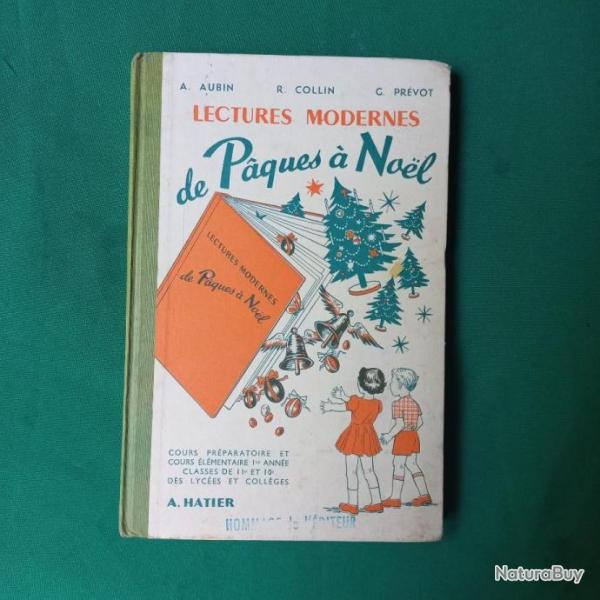 A. AUBIN R. COLLIN G. PRÉVOT
LECTURES MODERNES
de Pâques à Noël
LECTURES MODERNES
de Pâques à Noël
COURS PRÉPARATOIRE ET
COURS ÉLÉMENTAIRE 1re ANNÉE
CLASSES DE 11e ET 10e
DES LYCÉES ET COLLÈGES
A. HATIER
HOMMAGE de l'ÉDITEUR
NaturaBuy